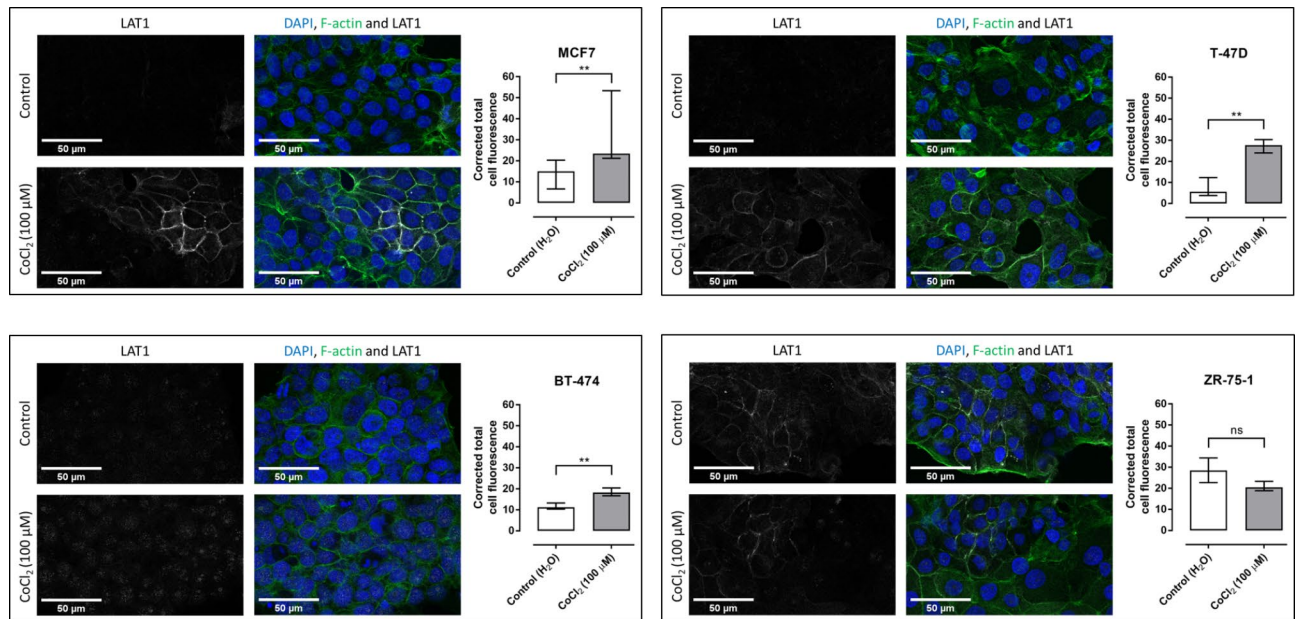 LAT1
DAPI, F-actin and LAT1
Control
50 µm
50 µm
CoCl₂ (100 µM)
50 µm
50 µm
MCF7
**
60
50
40
30
20
10
0
Corrected total
cell fluorescence
Control (H₂O)
CoCl₂ (100 µM)
LAT1
DAPI, F-actin and LAT1
Control
50 µm
50 µm
CoCl₂ (100 µM)
50 µm
50 µm
T-47D
**
60
50
40
30
20
10
0
Corrected total
cell fluorescence
Control (H₂O)
CoCl₂ (100 µM)
LAT1
DAPI, F-actin and LAT1
Control
50 µm
50 µm
CoCl₂ (100 µM)
50 µm
50 µm
BT-474
**
60
50
40
30
20
10
0
Corrected total
cell fluorescence
Control (H₂O)
CoCl₂ (100 µM)
LAT1
DAPI, F-actin and LAT1
Control
50 µm
50 µm
CoCl₂ (100 µM)
50 µm
50 µm
ZR-75-1
ns
60
50
40
30
20
10
0
Corrected total
cell fluorescence
Control (H₂O)
CoCl₂ (100 µM)